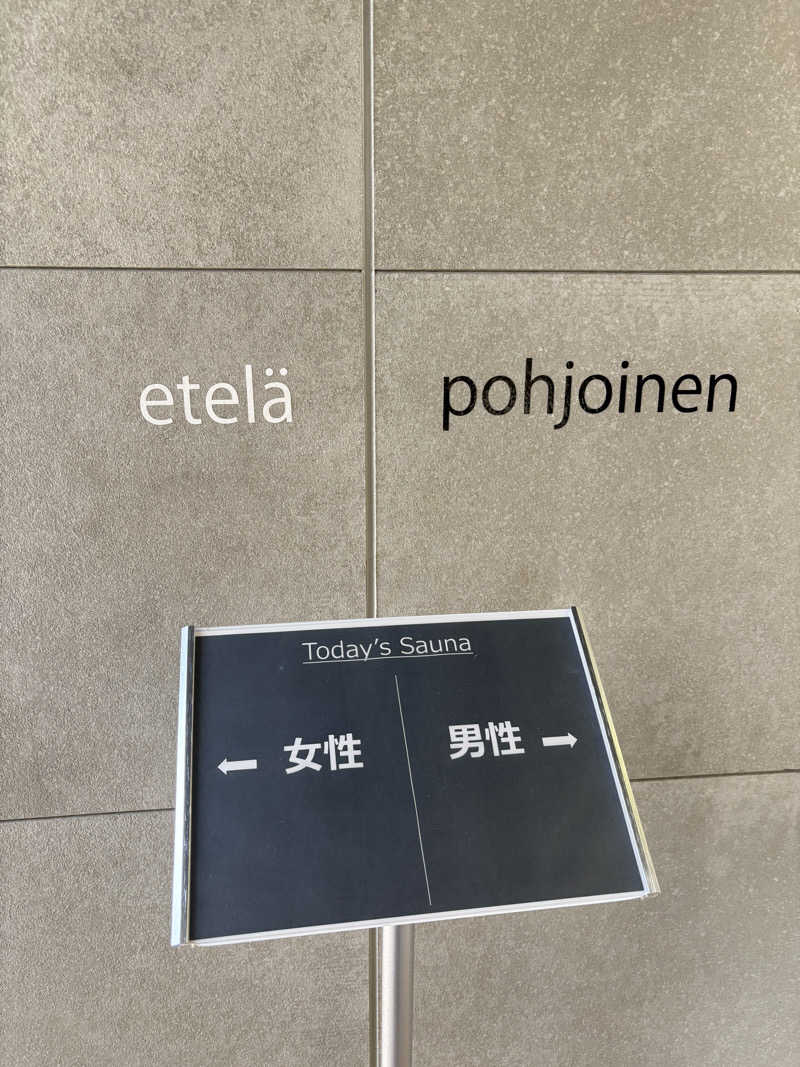 etelä
pohjoinen
Today's Sauna
← 女性
男性 →